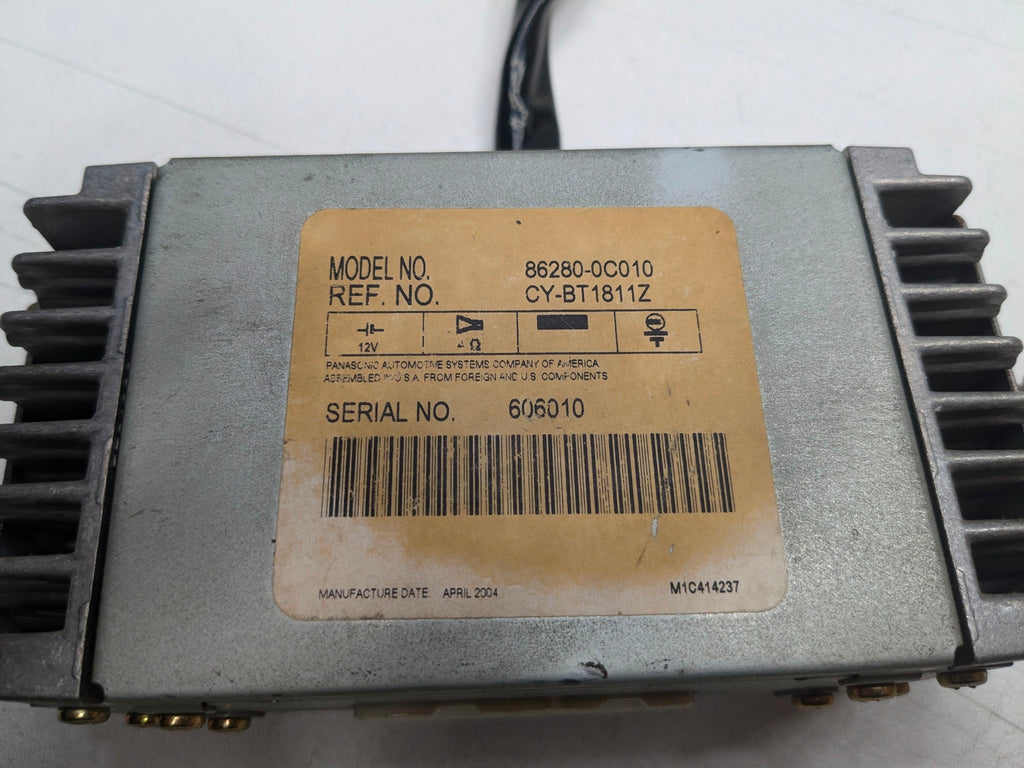 MODEL NO. 86280-0C010
REF. NO. CY-BT1811Z
12V 4 Ω
PANASONIC AUTOMOTIVE SYSTEMS COMPANY OF AMERICA
ASSEMBLED IN U.S.A. FROM FOREIGN AND U.S. COMPONENTS
SERIAL NO. 606010
MANUFACTURE DATE: APRIL 2004 M1C414237